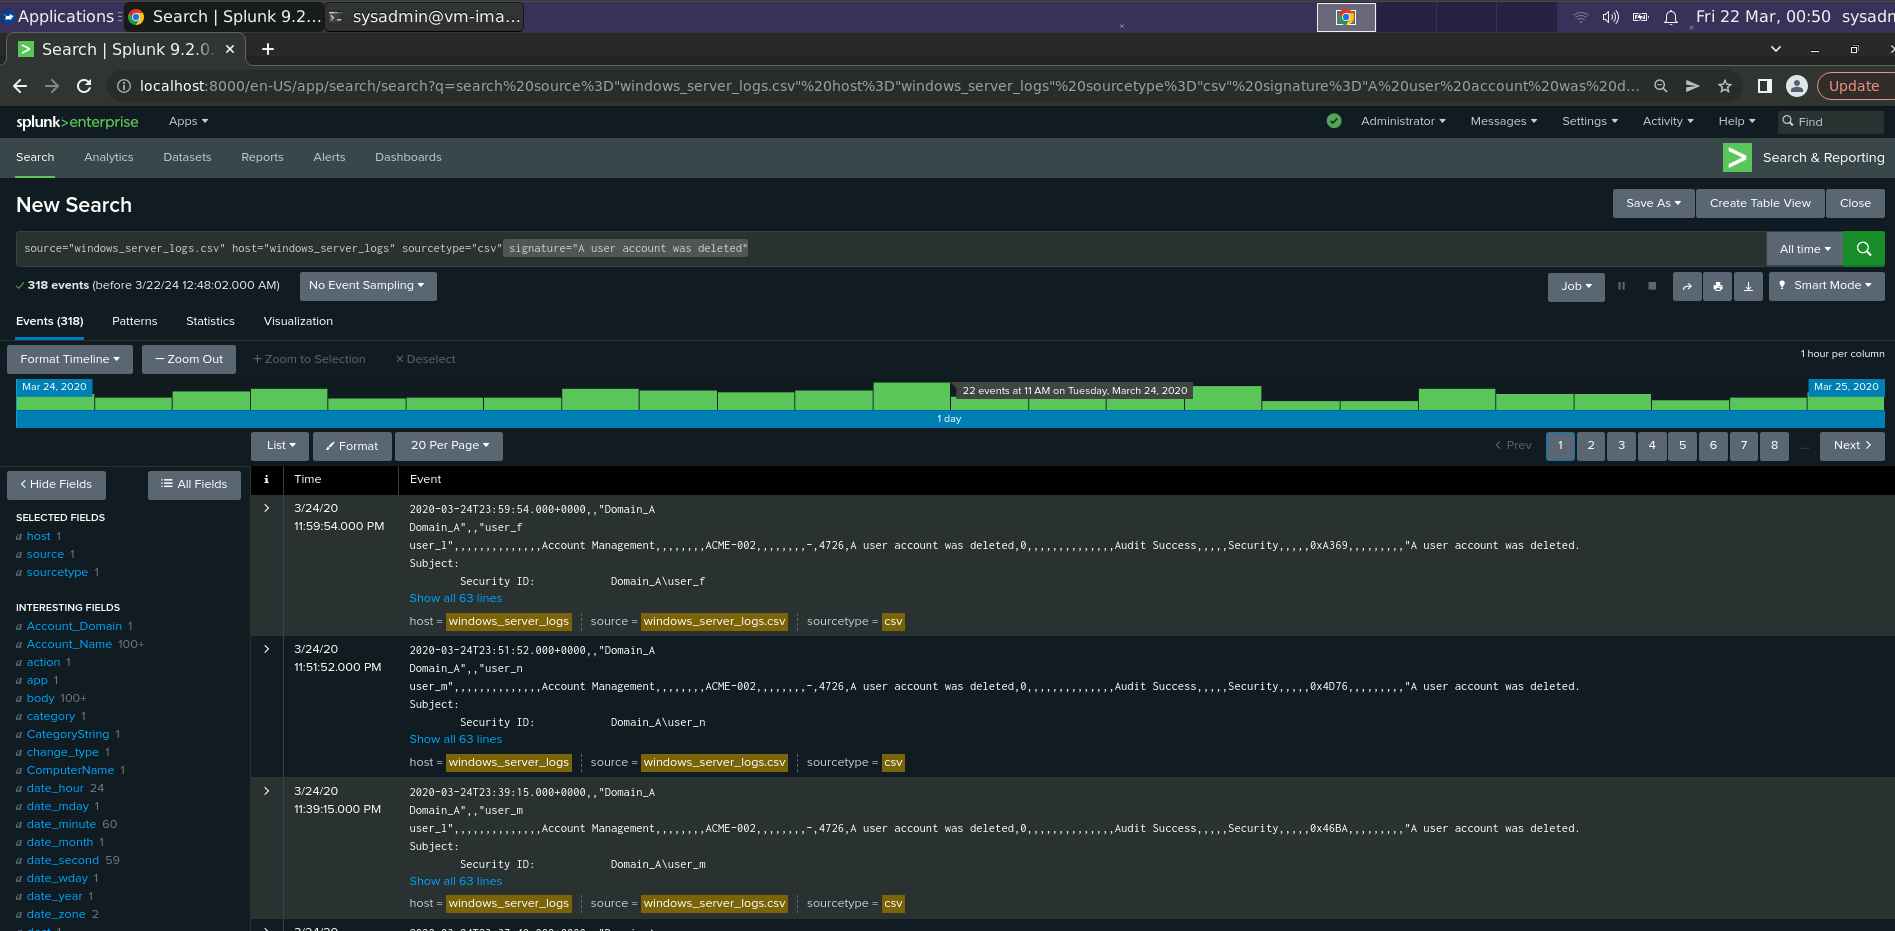 Applications
Search | Splunk 9.2...
sysadmin@vm-ima...
Fri 22 Mar, 00:50
sysadn
Search | Splunk 9.2.0.
localhost:8000/en-US/app/search/search?q=search%20source%3D"windows_server_logs.csv"%20host%3D"windows_server_logs"%20sourcetype%3D"csv"%20signature%3D"A%20user%20account%20was%20d...
Update
splunk>enterprise
Apps
Administrator
Messages
Settings
Activity
Help
Find
Search
Analytics
Datasets
Reports
Alerts
Dashboards
Search & Reporting
New Search
Save As
Create Table View
Close
source="windows_server_logs.csv" host="windows_server_logs" sourcetype="csv" signature="A user account was deleted"
All time
318 events (before 3/22/24 12:48:02.000 AM)
No Event Sampling
Job
Smart Mode
Events (318)
Patterns
Statistics
Visualization
Format Timeline
— Zoom Out
+ Zoom to Selection
× Deselect
1 hour per column
Mar 24, 2020
22 events at 11 AM on Tuesday, March 24, 2020
Mar 25, 2020
1 day
List
Format
20 Per Page
< Prev
1
2
3
4
5
6
7
8
...
Next >
< Hide Fields
All Fields
i
Time
Event
SELECTED FIELDS
a host 1
a source 1
a sourcetype 1
INTERESTING FIELDS
a Account_Domain 1
a Account_Name 100+
a action 1
a app 1
a body 100+
a category 1
a CategoryString 1
a change_type 1
a ComputerName 1
a date_hour 24
a date_mday 1
a date_minute 60
a date_month 1
a date_second 59
a date_wday 1
a date_year 1
a date_zone 2
3/24/20
11:59:54.000 PM
2020-03-24T23:59:54.000+0000,,"Domain_A
Domain_A",,"user_f
user_l",,,,,,,,,,,,,,Account Management,,,,,,,,ACME-002,,,,,,,,-,4726,A user account was deleted,0,,,,,,,,,,,,,,Audit Success,,,,,Security,,,,,0xA369,,,,,,,,,"A user account was deleted.
Subject:
Security ID: Domain_A\user_f
Show all 63 lines
host = windows_server_logs
source = windows_server_logs.csv
sourcetype = csv
3/24/20
11:51:52.000 PM
2020-03-24T23:51:52.000+0000,,"Domain_A
Domain_A",,"user_n
user_m",,,,,,,,,,,,,,Account Management,,,,,,,,ACME-002,,,,,,,,-,4726,A user account was deleted,0,,,,,,,,,,,,,,Audit Success,,,,,Security,,,,,0x4D76,,,,,,,,,"A user account was deleted.
Subject:
Security ID: Domain_A\user_n
Show all 63 lines
host = windows_server_logs
source = windows_server_logs.csv
sourcetype = csv
3/24/20
11:39:15.000 PM
2020-03-24T23:39:15.000+0000,,"Domain_A
Domain_A",,"user_m
user_l",,,,,,,,,,,,,,Account Management,,,,,,,,ACME-002,,,,,,,,-,4726,A user account was deleted,0,,,,,,,,,,,,,,Audit Success,,,,,Security,,,,,0x46BA,,,,,,,,,"A user account was deleted.
Subject:
Security ID: Domain_A\user_m
Show all 63 lines
host = windows_server_logs
source = windows_server_logs.csv
sourcetype = csv
3/24/20